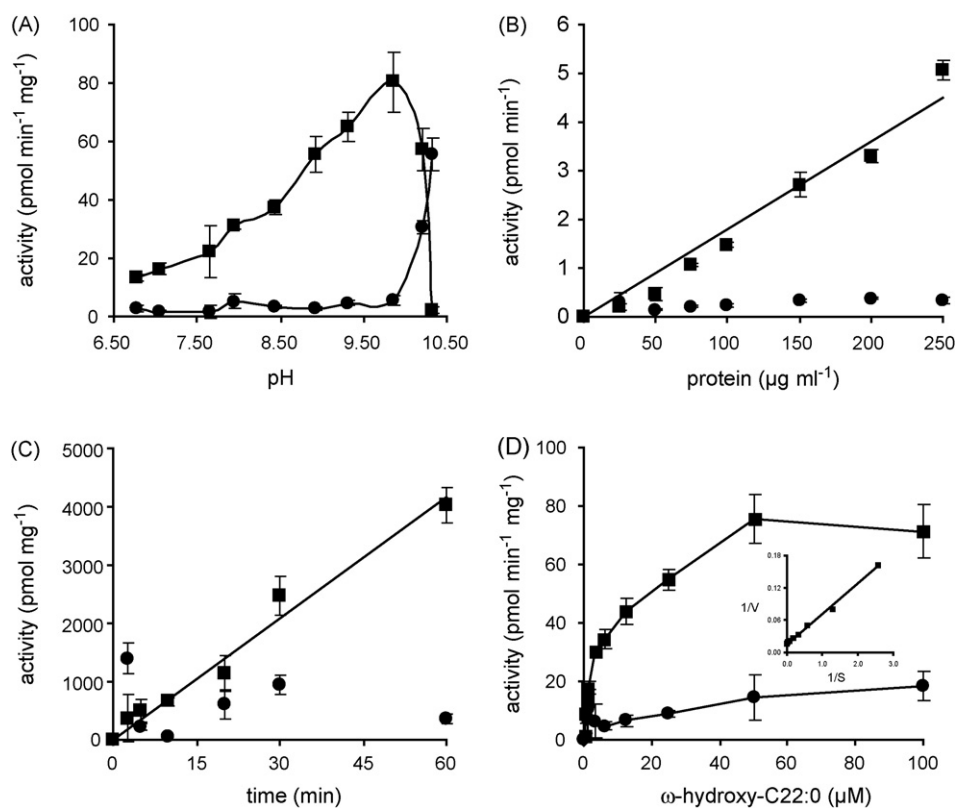 (A)
activity (pmol min⁻¹ mg⁻¹)
100
80
60
40
20
0
6.50 7.50 8.50 9.50 10.50
pH
(B)
activity (pmol min⁻¹)
6
5
4
3
2
1
0
0 50 100 150 200 250
protein (µg ml⁻¹)
(C)
activity (pmol mg⁻¹)
5000
4000
3000
2000
1000
0
0 15 30 45 60
time (min)
(D)
activity (pmol min⁻¹ mg⁻¹)
100
80
60
40
20
0
0 20 40 60 80 100
ω-hydroxy-C22:0 (µM)
0.18
0.12
0.06
0.00
1/V
0.0 1.0 2.0 3.0
1/S